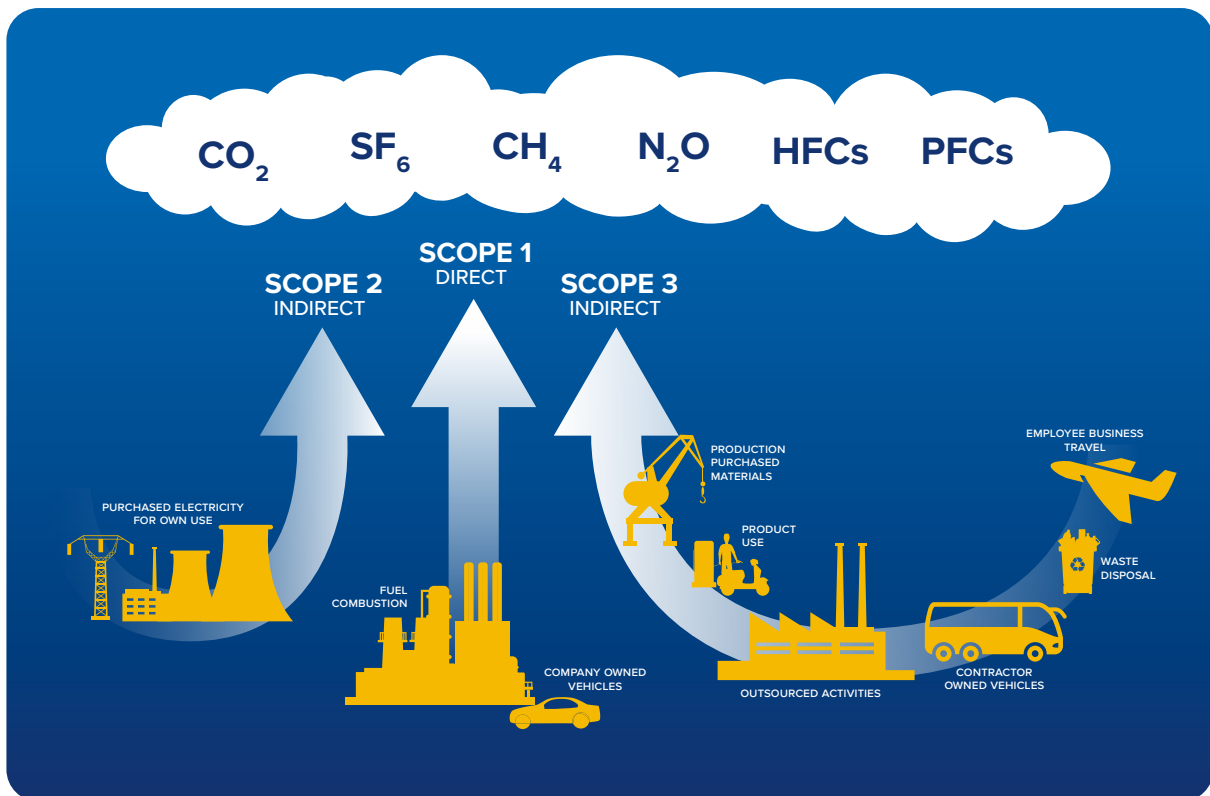 CO₂ SF₆ CH₄ N₂O HFCs PFCs
SCOPE 1
DIRECT
SCOPE 2
INDIRECT
SCOPE 3
INDIRECT
PURCHASED ELECTRICITY
FOR OWN USE
FUEL
COMBUSTION
COMPANY OWNED
VEHICLES
PRODUCTION
PURCHASED
MATERIALS
PRODUCT
USE
OUTSOURCED ACTIVITIES
CONTRACTOR
OWNED VEHICLES
WASTE
DISPOSAL
EMPLOYEE BUSINESS
TRAVEL